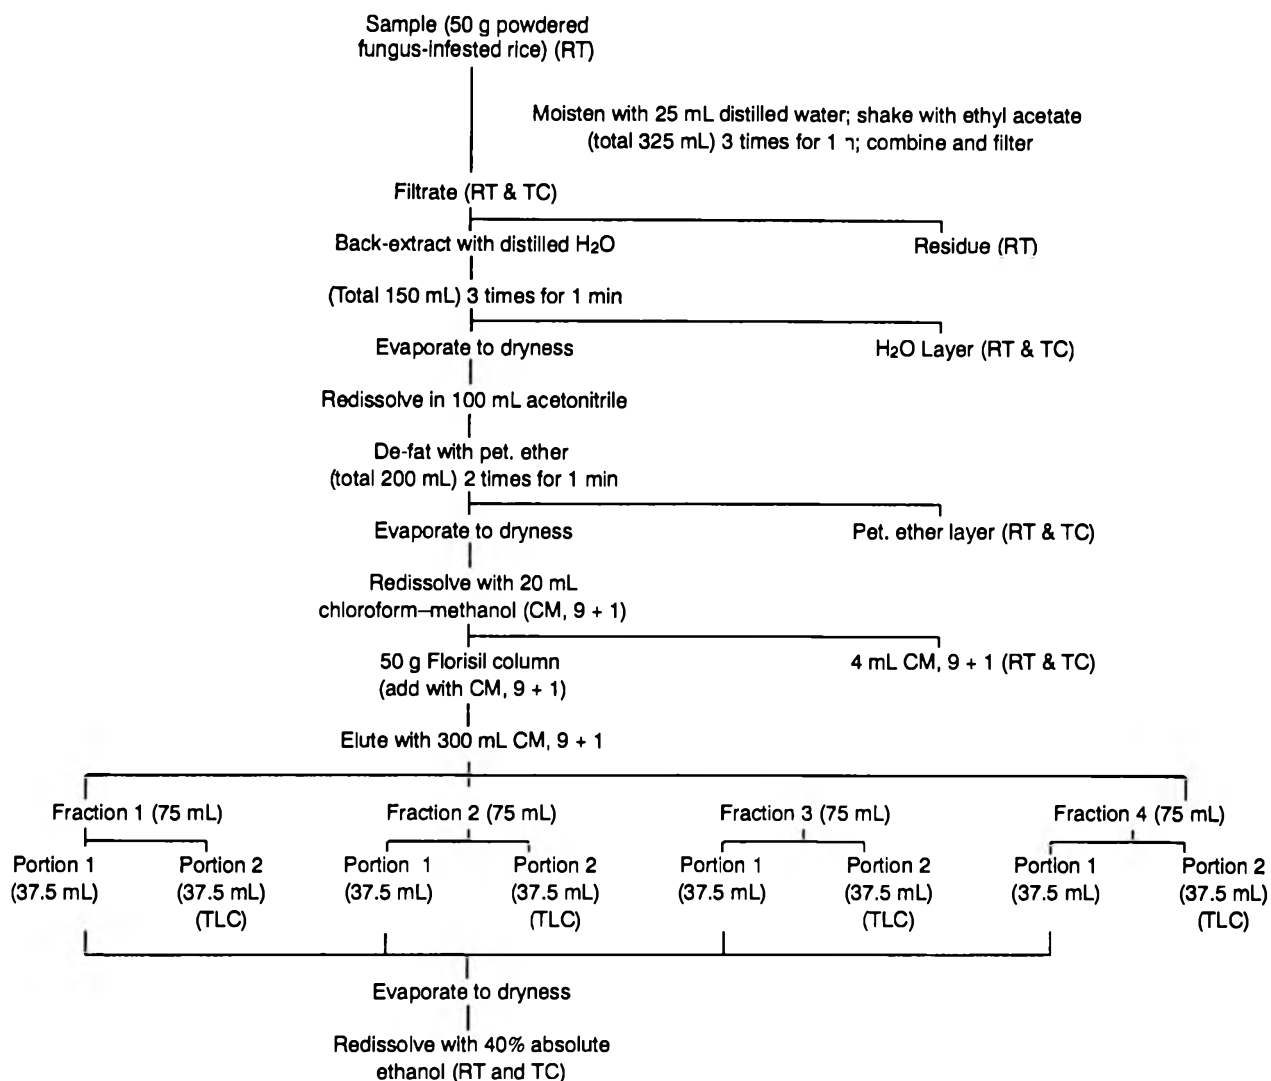 Sample (50 g powdered
fungus-infested rice) (RT)
Moisten with 25 mL distilled water; shake with ethyl acetate
(total 325 mL) 3 times for 1 ; combine and filter
Filtrate (RT & TC)
Back-extract with distilled H₂O
Residue (RT)
(Total 150 mL) 3 times for 1 min
Evaporate to dryness
H₂O Layer (RT & TC)
Redissolve in 100 mL acetonitrile
De-fat with pet. ether
(total 200 mL) 2 times for 1 min
Evaporate to dryness
Pet. ether layer (RT & TC)
Redissolve with 20 mL
chloroform–methanol (CM, 9 + 1)
50 g Florisil column
(add with CM, 9 + 1)
4 mL CM, 9 + 1 (RT & TC)
Elute with 300 mL CM, 9 + 1
Fraction 1 (75 mL)
Fraction 2 (75 mL)
Fraction 3 (75 mL)
Fraction 4 (75 mL)
Portion 1
(37.5 mL)
Portion 2
(37.5 mL)
(TLC)
Portion 1
(37.5 mL)
Portion 2
(37.5 mL)
(TLC)
Portion 1
(37.5 mL)
Portion 2
(37.5 mL)
(TLC)
Portion 1
(37.5 mL)
Portion 2
(37.5 mL)
(TLC)
Evaporate to dryness
Redissolve with 40% absolute
ethanol (RT and TC)